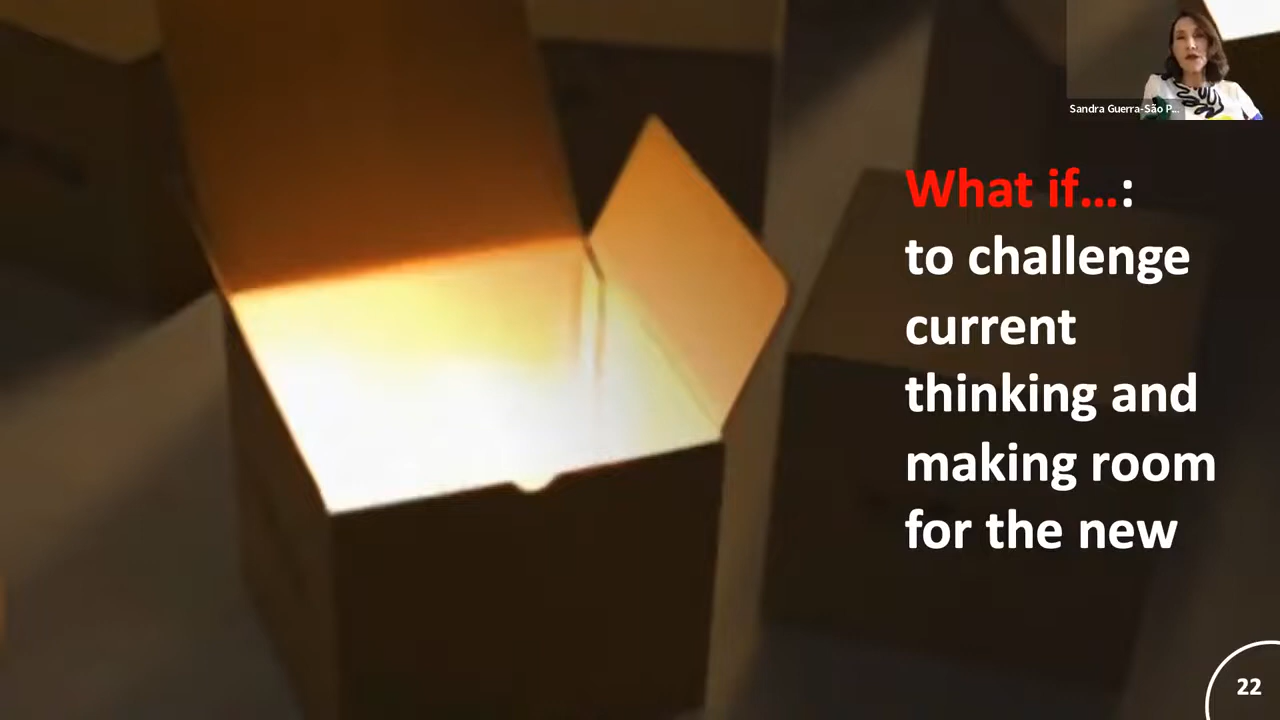 Sandra Guerra-São P...
What if...:
to challenge
current
thinking and
making room
for the new
22